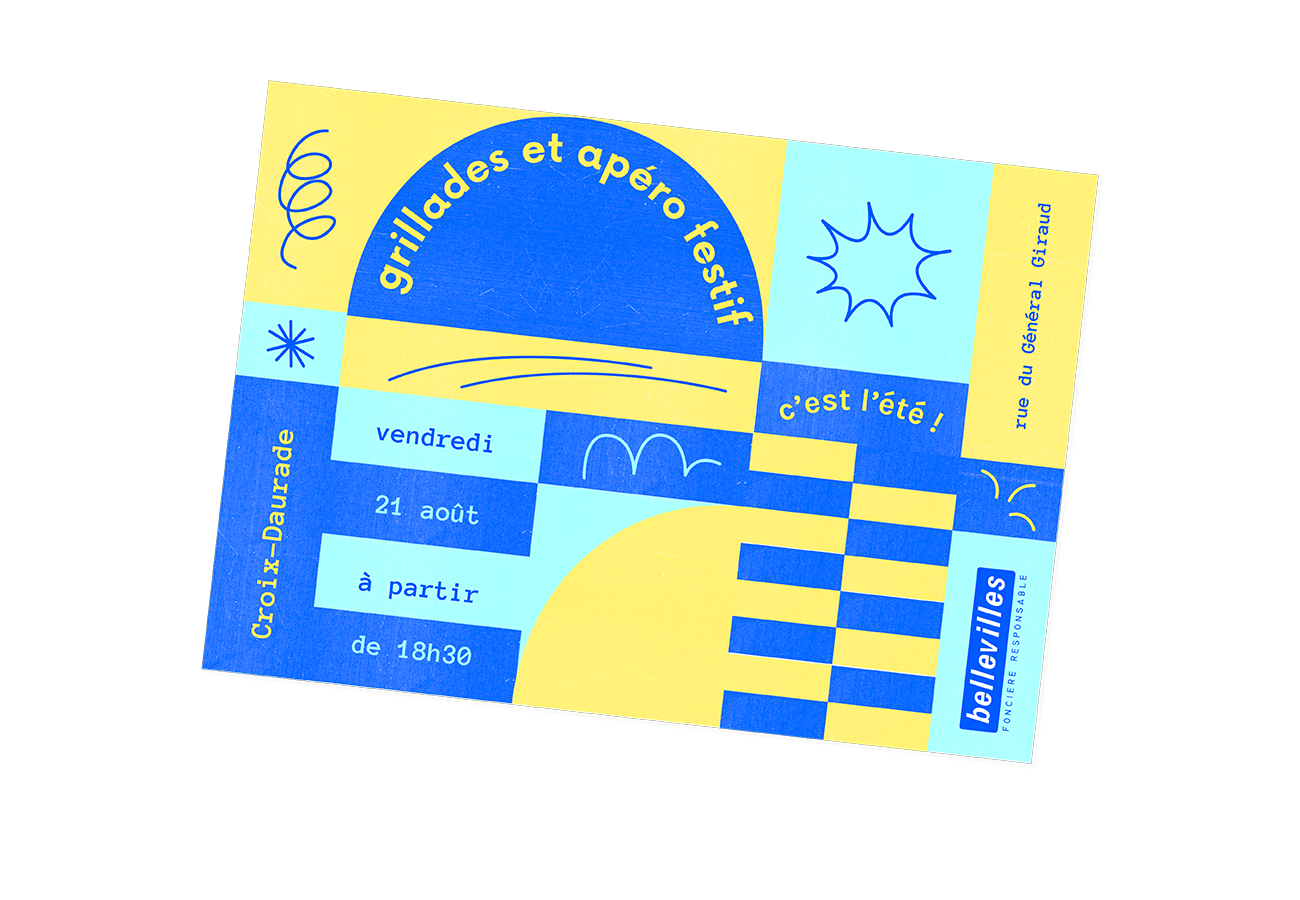 grillades et apéro festif
c'est l'été !
rue du Général Giraud
vendredi
21 août
à partir
de 18h30
Croix-Daurade
bellevilles
FONCIERE RESPONSABLE